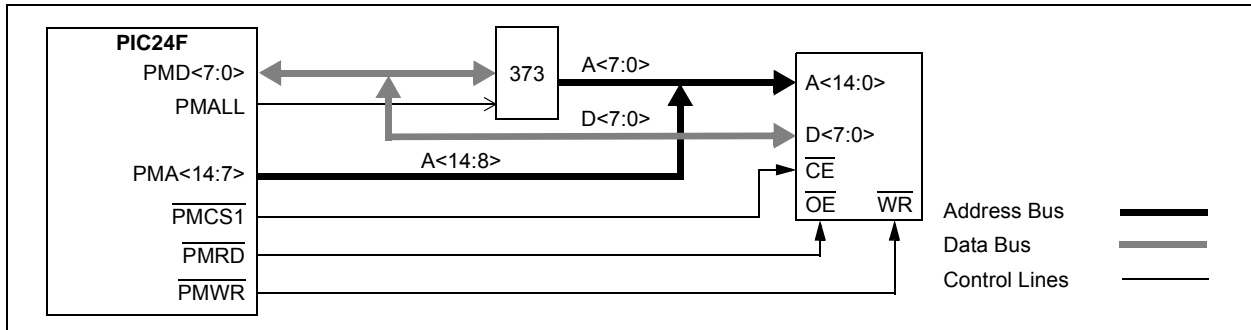 PIC24F
PMD<7:0>
PMALL
PMA<14:7>
PMCS1
PMRD
PMWR
373
A<7:0>
D<7:0>
A<14:8>
A<14:0>
D<7:0>
CE
OE WR
Address Bus
Data Bus
Control Lines